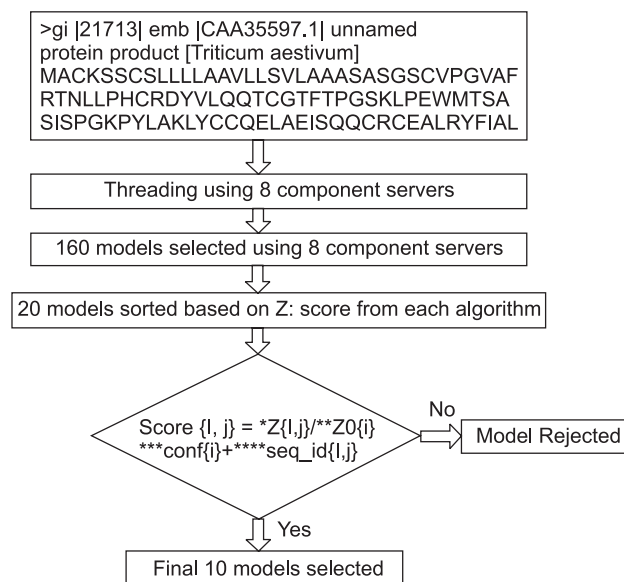 >gi |21713| emb |CAA35597.1| unnamed
protein product [Triticum aestivum]
MACKSSCSLLLLAAVLLSVLAAASASGSCVPGVAF
RTNLLPHCRDYVLQQTCGTFTPGSKLPEWMTSA
SISPGKPYLAKLYCCQELAEISQQCRCEALRYFIAL
Threading using 8 component servers
160 models selected using 8 component servers
20 models sorted based on Z: score from each algorithm
Score {I, j} = *Z{I,j}/**Z0{i}
***conf{i}+****seq_id{I,j}
No
Model Rejected
Yes
Final 10 models selected